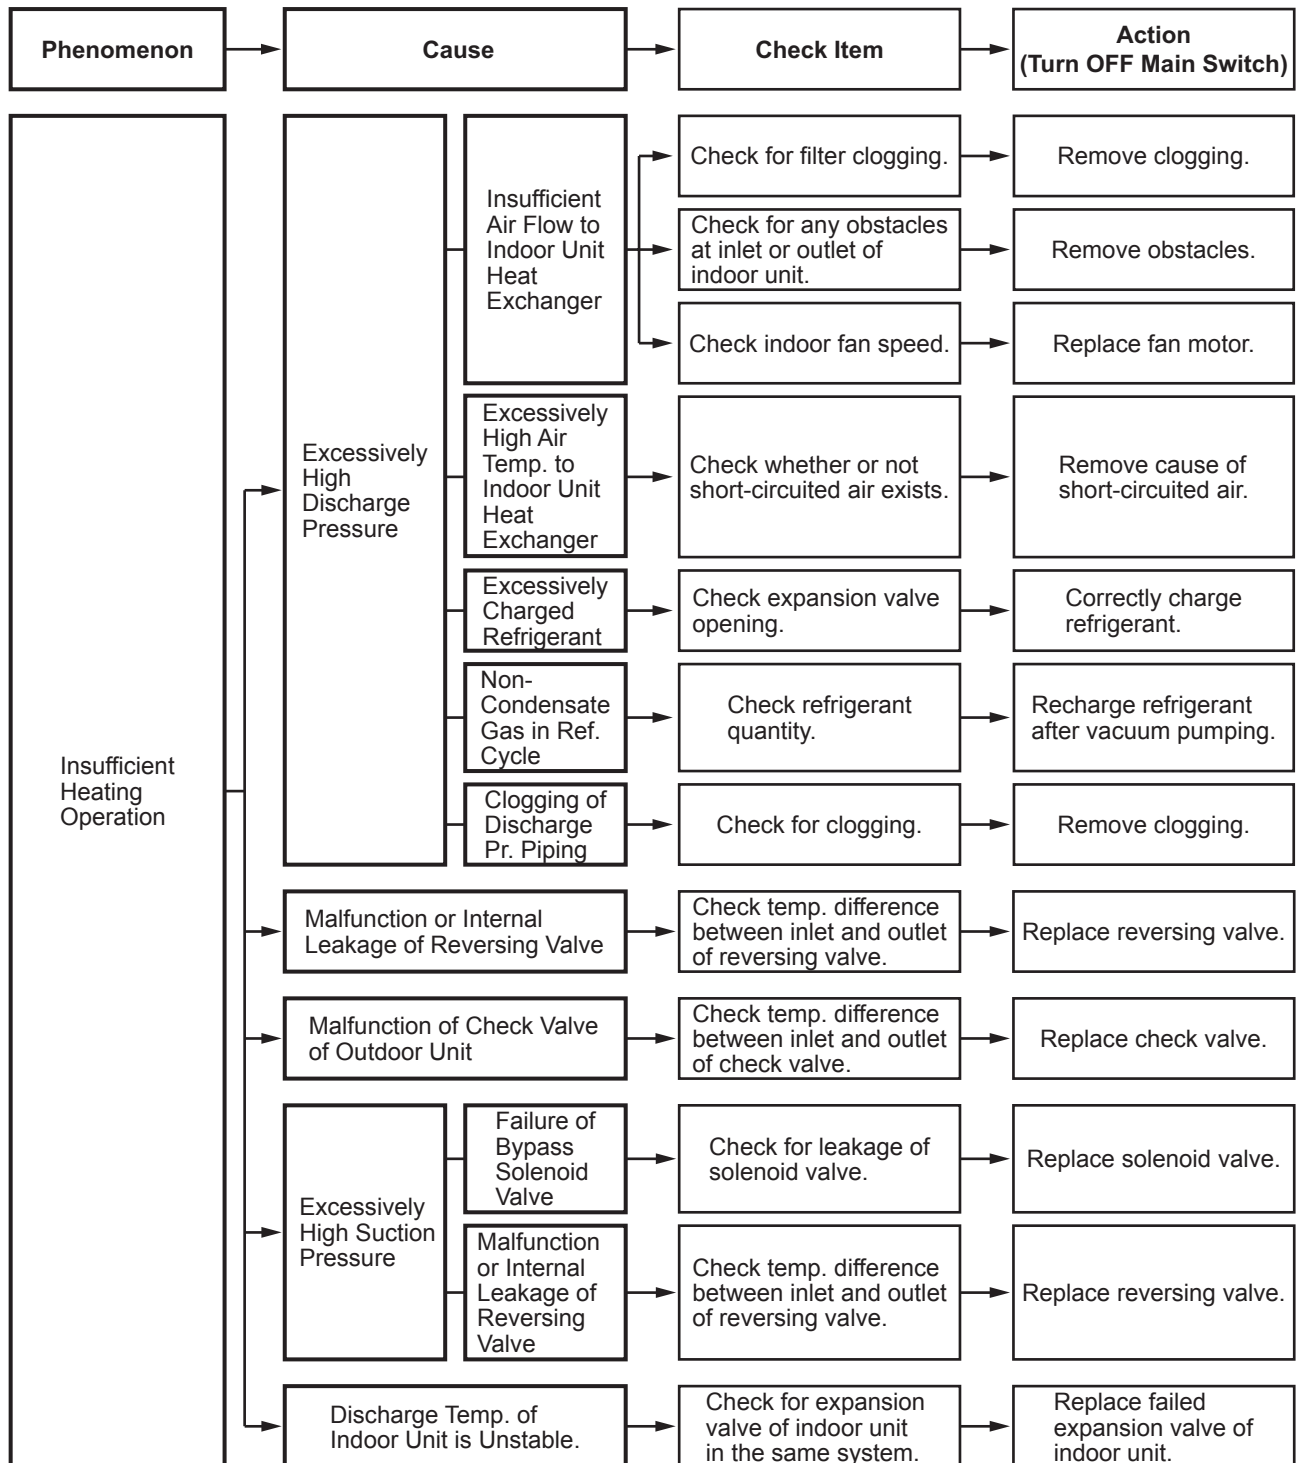 Phenomenon
Cause
Check Item
Action
(Turn OFF Main Switch)
Insufficient
Heating
Operation
Excessively
High
Discharge
Pressure
Insufficient
Air Flow to
Indoor Unit
Heat
Exchanger
Check for filter clogging.
Remove clogging.
Check for any obstacles
at inlet or outlet of
indoor unit.
Remove obstacles.
Check indoor fan speed.
Replace fan motor.
Excessively
High Air
Temp. to
Indoor Unit
Heat
Exchanger
Check whether or not
short-circuited air exists.
Remove cause of
short-circuited air.
Excessively
Charged
Refrigerant
Check expansion valve
opening.
Correctly charge
refrigerant.
Non-
Condensate
Gas in Ref.
Cycle
Check refrigerant
quantity.
Recharge refrigerant
after vacuum pumping.
Clogging of
Discharge
Pr. Piping
Check for clogging.
Remove clogging.
Malfunction or Internal
Leakage of Reversing Valve
Check temp. difference
between inlet and outlet
of reversing valve.
Replace reversing valve.
Malfunction of Check Valve
of Outdoor Unit
Check temp. difference
between inlet and outlet
of check valve.
Replace check valve.
Excessively
High Suction
Pressure
Failure of
Bypass
Solenoid
Valve
Check for leakage of
solenoid valve.
Replace solenoid valve.
Malfunction
or Internal
Leakage of
Reversing
Valve
Check temp. difference
between inlet and outlet
of reversing valve.
Replace reversing valve.
Discharge Temp. of
Indoor Unit is Unstable.
Check for expansion
valve of indoor unit
in the same system.
Replace failed
expansion valve of
indoor unit.